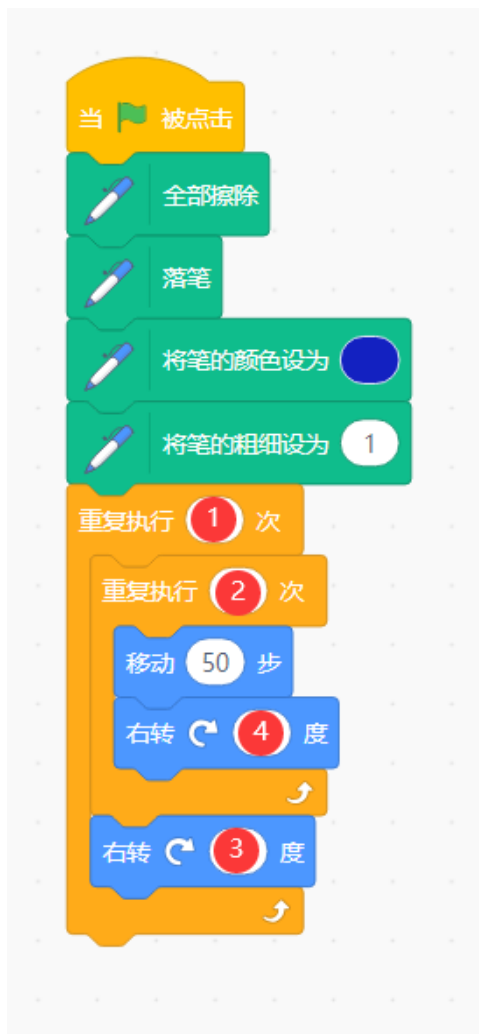 当 被点击
全部擦除
落笔
将笔的颜色设为
将笔的粗细设为 1
重复执行 1 次
重复执行 2 次
移动 50 步
右转 4 度
右转 3 度